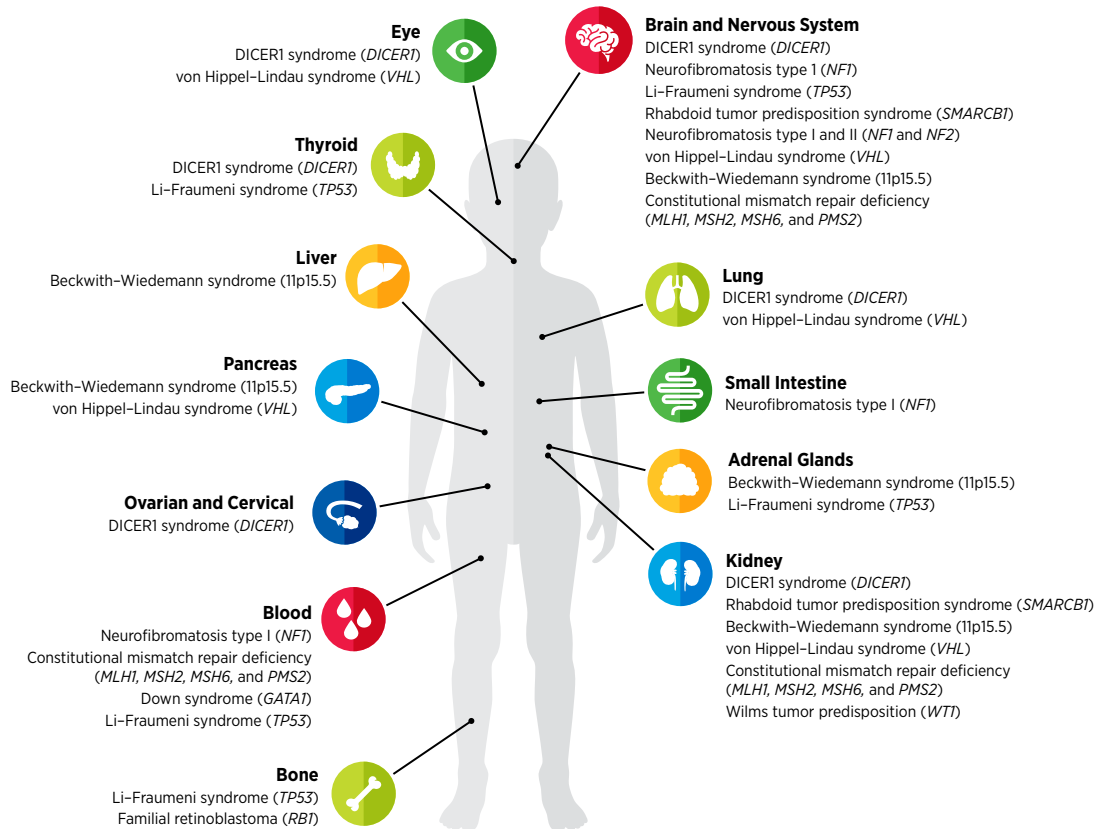 Eye
DICER1 syndrome (DICER1)
von Hippel–Lindau syndrome (VHL)
Thyroid
DICER1 syndrome (DICER1)
Li–Fraumeni syndrome (TP53)
Liver
Beckwith–Wiedemann syndrome (11p15.5)
Pancreas
Beckwith–Wiedemann syndrome (11p15.5)
von Hippel–Lindau syndrome (VHL)
Ovarian and Cervical
DICER1 syndrome (DICER1)
Blood
Neurofibromatosis type I (NF1)
Constitutional mismatch repair deficiency
(MLH1, MSH2, MSH6, and PMS2)
Down syndrome (GATA1)
Li–Fraumeni syndrome (TP53)
Bone
Li–Fraumeni syndrome (TP53)
Familial retinoblastoma (RB1)
Brain and Nervous System
DICER1 syndrome (DICER1)
Neurofibromatosis type 1 (NF1)
Li–Fraumeni syndrome (TP53)
Rhabdoid tumor predisposition syndrome (SMARCB1)
Neurofibromatosis type I and II (NF1 and NF2)
von Hippel–Lindau syndrome (VHL)
Beckwith–Wiedemann syndrome (11p15.5)
Constitutional mismatch repair deficiency
(MLH1, MSH2, MSH6, and PMS2)
Lung
DICER1 syndrome (DICER1)
von Hippel–Lindau syndrome (VHL)
Small Intestine
Neurofibromatosis type I (NF1)
Adrenal Glands
Beckwith–Wiedemann syndrome (11p15.5)
Li–Fraumeni syndrome (TP53)
Kidney
DICER1 syndrome (DICER1)
Rhabdoid tumor predisposition syndrome (SMARCB1)
Beckwith–Wiedemann syndrome (11p15.5)
von Hippel–Lindau syndrome (VHL)
Constitutional mismatch repair deficiency
(MLH1, MSH2, MSH6, and PMS2)
Wilms tumor predisposition (WT1)